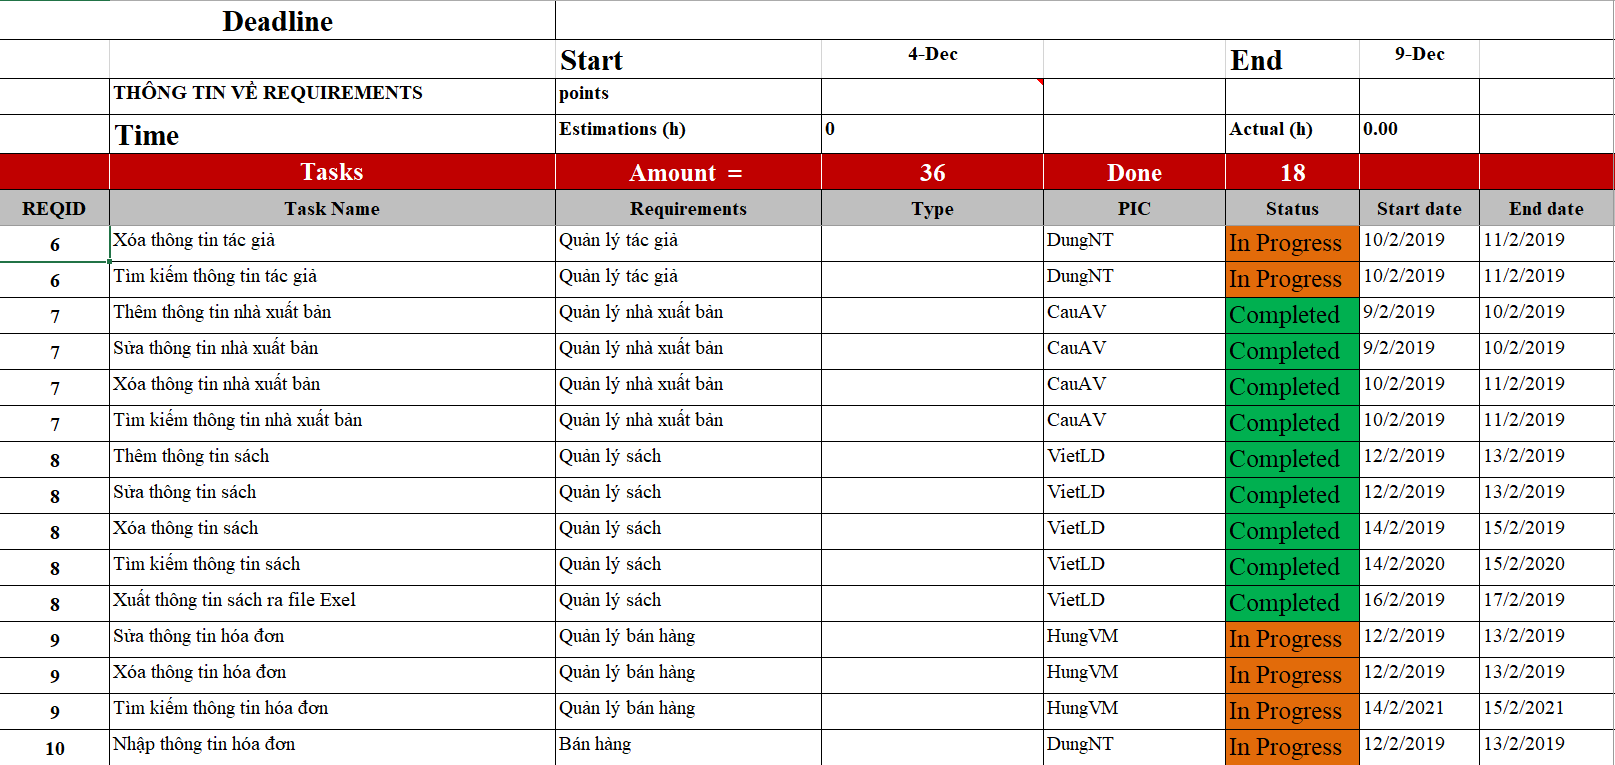 Deadline
Start 4-Dec End 9-Dec
THÔNG TIN VỀ REQUIREMENTS points
Time Estimations (h) 0 Actual (h) 0.00
Tasks Amount = 36 Done 18
REQID Task Name Requirements Type PIC Status Start date End date
6 Xóa thông tin tác giả Quản lý tác giả DungNT In Progress 10/2/2019 11/2/2019
6 Tìm kiếm thông tin tác giả Quản lý tác giả DungNT In Progress 10/2/2019 11/2/2019
7 Thêm thông tin nhà xuất bản Quản lý nhà xuất bản CauAV Completed 9/2/2019 10/2/2019
7 Sửa thông tin nhà xuất bản Quản lý nhà xuất bản CauAV Completed 9/2/2019 10/2/2019
7 Xóa thông tin nhà xuất bản Quản lý nhà xuất bản CauAV Completed 10/2/2019 11/2/2019
7 Tìm kiếm thông tin nhà xuất bản Quản lý nhà xuất bản CauAV Completed 10/2/2019 11/2/2019
8 Thêm thông tin sách Quản lý sách VietLD Completed 12/2/2019 13/2/2019
8 Sửa thông tin sách Quản lý sách VietLD Completed 12/2/2019 13/2/2019
8 Xóa thông tin sách Quản lý sách VietLD Completed 14/2/2019 15/2/2019
8 Tìm kiếm thông tin sách Quản lý sách VietLD Completed 14/2/2020 15/2/2020
8 Xuất thông tin sách ra file Exel Quản lý sách VietLD Completed 16/2/2019 17/2/2019
9 Sửa thông tin hóa đơn Quản lý bán hàng HungVM In Progress 12/2/2019 13/2/2019
9 Xóa thông tin hóa đơn Quản lý bán hàng HungVM In Progress 12/2/2019 13/2/2019
9 Tìm kiếm thông tin hóa đơn Quản lý bán hàng HungVM In Progress 14/2/2021 15/2/2021
10 Nhập thông tin hóa đơn Bán hàng DungNT In Progress 12/2/2019 13/2/2019